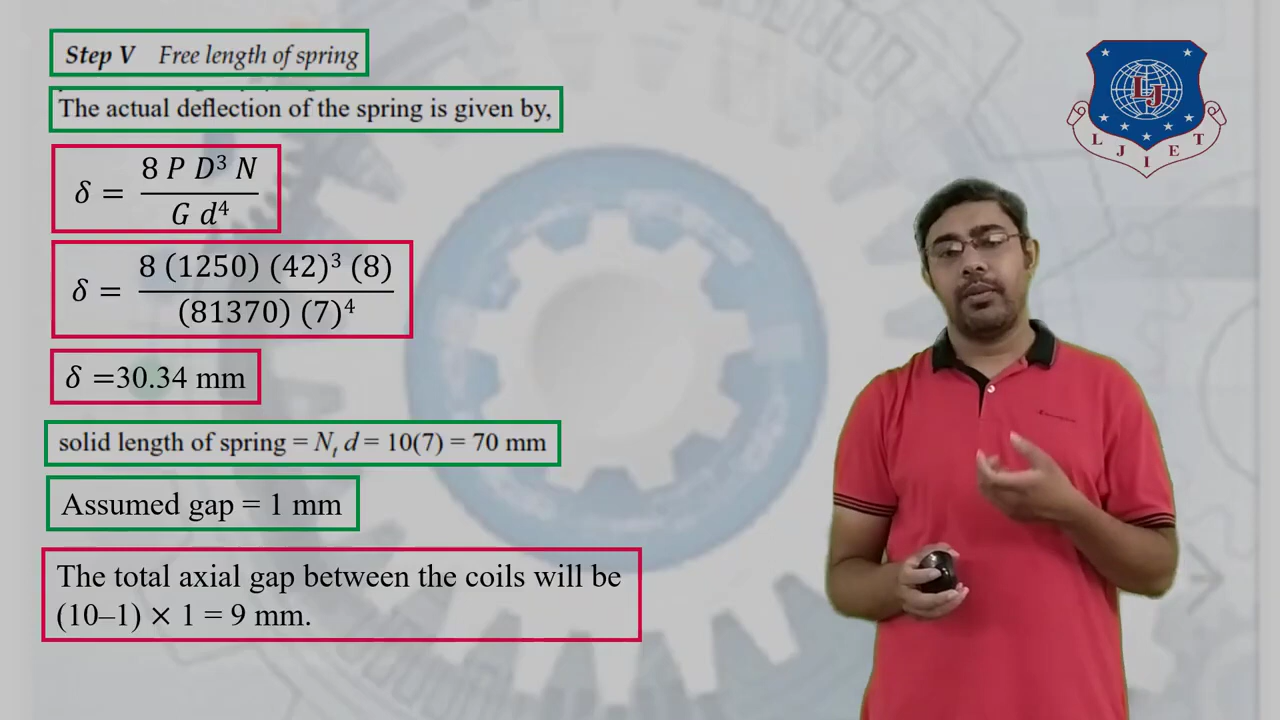 Step V Free length of spring
The actual deflection of the spring is given by,
δ = 8 P D³ N / G d⁴
δ = 8 (1250) (42)³ (8) / (81370) (7)⁴
δ =30.34 mm
solid length of spring = Nₜ d = 10(7) = 70 mm
Assumed gap = 1 mm
The total axial gap between the coils will be
(10–1) × 1 = 9 mm.
LJ
L J I E T